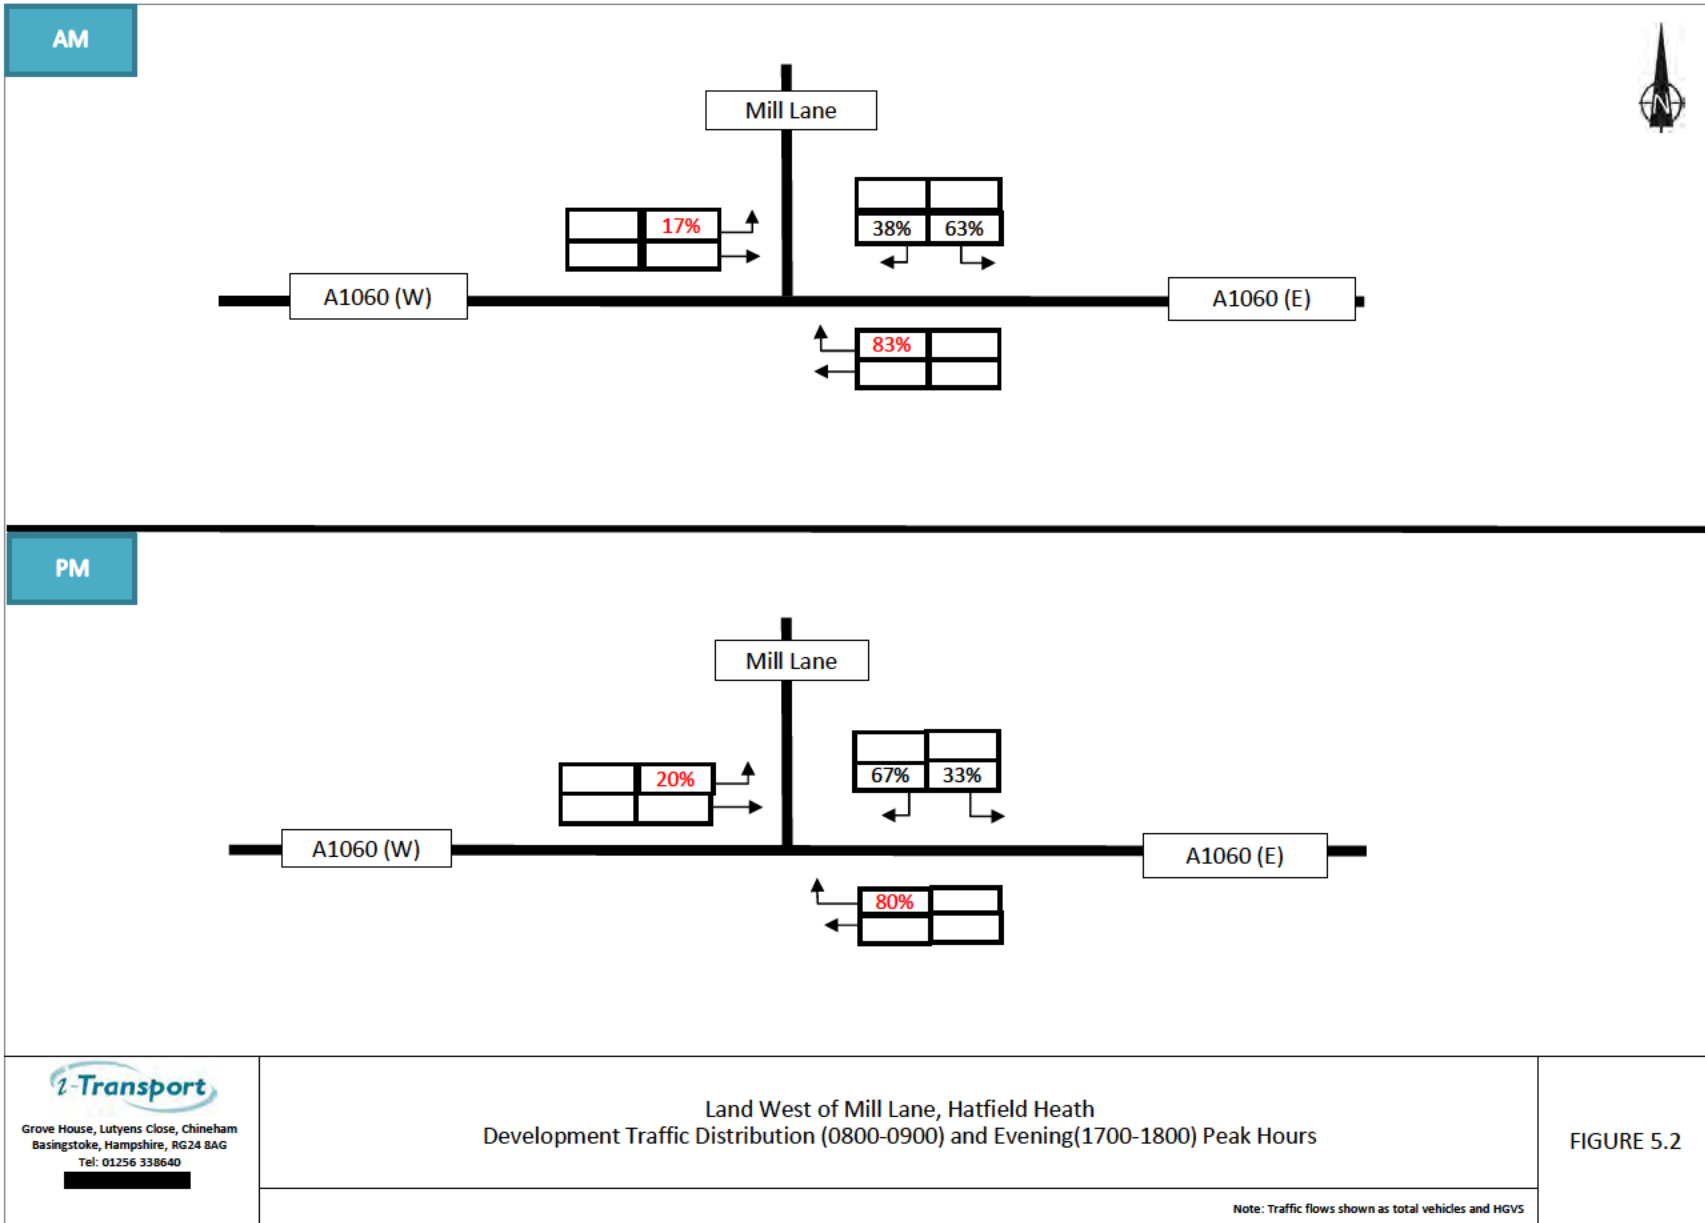 AM
N
Mill Lane
17%
38% 63%
A1060 (W)
A1060 (E)
83%
PM
Mill Lane
20%
67% 33%
A1060 (W)
A1060 (E)
80%
i-Transport
Grove House, Lutyens Close, Chineham
Basingstoke, Hampshire, RG24 8AG
Tel: 01256 338640
Land West of Mill Lane, Hatfield Heath
Development Traffic Distribution (0800-0900) and Evening(1700-1800) Peak Hours
FIGURE 5.2
Note: Traffic flows shown as total vehicles and HGVS